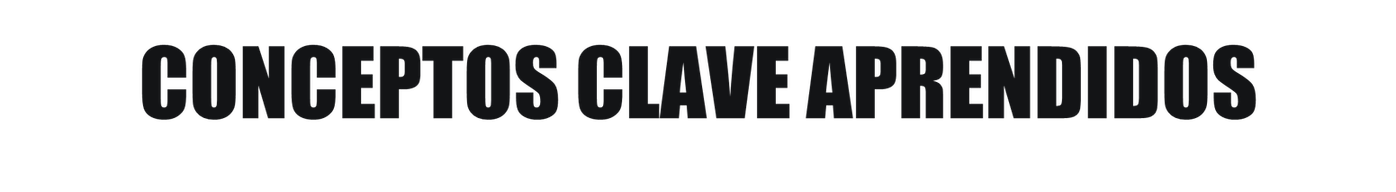 CONCEPTOS CLAVE APRENDIDOS